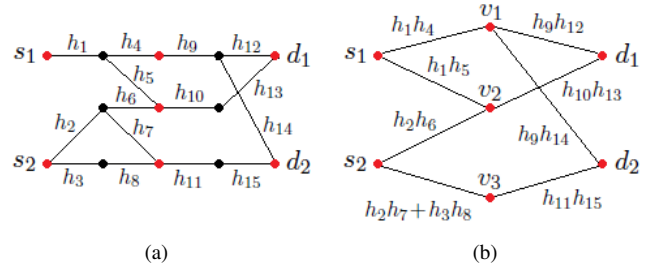 h₁ h₄ h₉ h₁₂
s₁ d₁
h₅ h₁₃
h₆ h₁₀
h₂ h₇ h₁₄
s₂ d₂
h₃ h₈ h₁₁ h₁₅
(a)
v₁
h₁h₄ h₉h₁₂
s₁ d₁
h₁h₅ h₁₀h₁₃
v₂
h₂h₆ h₉h₁₄
s₂ d₂
v₃
h₂h₇+h₃h₈ h₁₁h₁₅
(b)